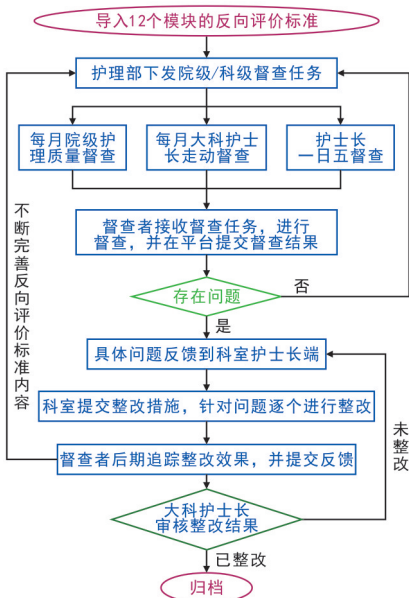 导入12个模块的反向评价标准
护理部下发院级/科级督查任务
每月院级护
理质量督查
每月大科护士
长走动督查
护士长
一日五督查
督查者接收督查任务，进行
督查，并在平台提交督查结果
存在问题
否
是
具体问题反馈到科室护士长端
科室提交整改措施，针对问题逐个进行整改
督查者后期追踪整改效果，并提交反馈
大科护士长
审核整改结果
未整改
已整改
归档
不断完善反向评价标准内容